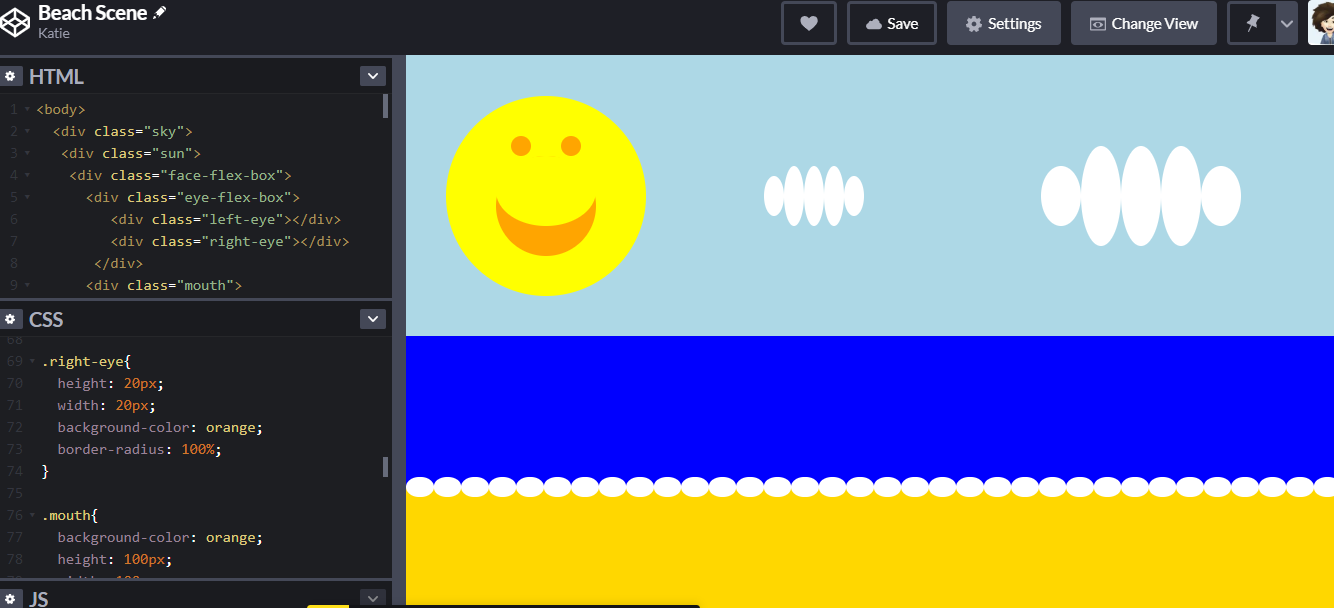 Beach Scene
Katie
Save
Settings
Change View
HTML
1 <body>
2 <div class="sky">
3 <div class="sun">
4 <div class="face-flex-box">
5 <div class="eye-flex-box">
6 <div class="left-eye"></div>
7 <div class="right-eye"></div>
8 </div>
9 <div class="mouth">
CSS
68
69 .right-eye{
70 height: 20px;
71 width: 20px;
72 background-color: orange;
73 border-radius: 100%;
74 }
75
76 .mouth{
77 background-color: orange;
78 height: 100px;
JS